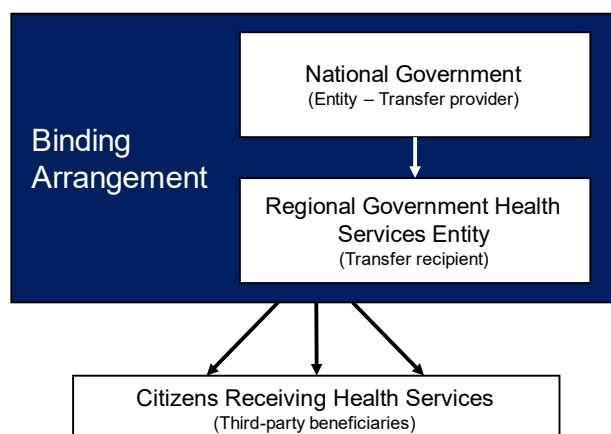 National Government
(Entity – Transfer provider)
Binding
Arrangement
Regional Government Health
Services Entity
(Transfer recipient)
Citizens Receiving Health Services
(Third-party beneficiaries)